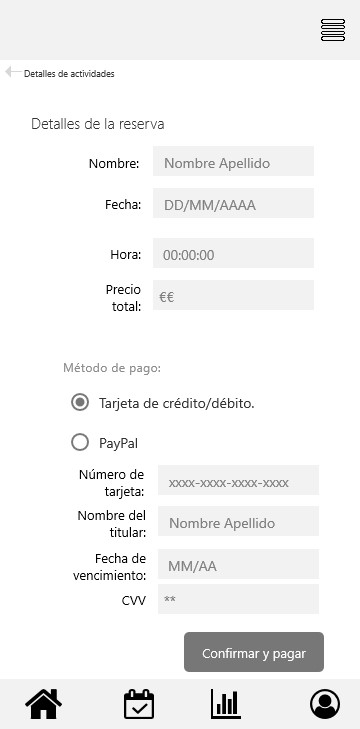 Detalles de actividades
Detalles de la reserva
Nombre: Nombre Apellido
Fecha: DD/MM/AAAA
Hora: 00:00:00
Precio
total: €€
Método de pago:
Tarjeta de crédito/débito.
PayPal
Número de
tarjeta: xxxx-xxxx-xxxx-xxxx
Nombre del
titular: Nombre Apellido
Fecha de
vencimiento: MM/AA
CVV **
Confirmar y pagar